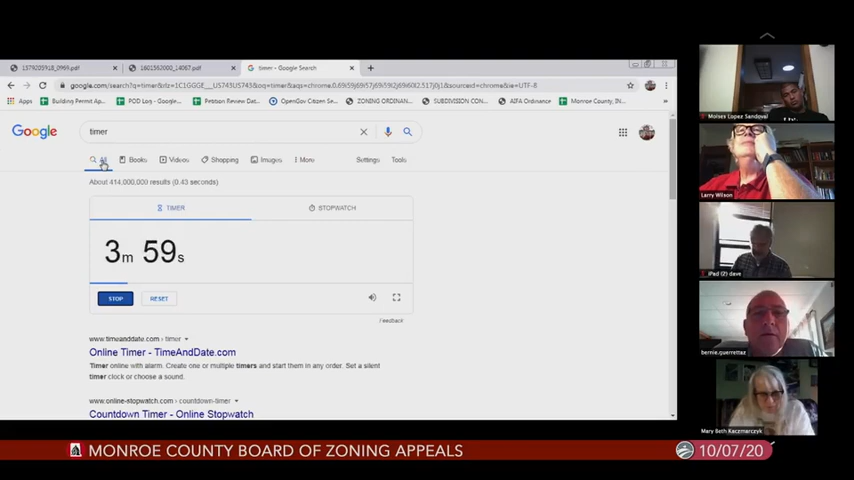 1579205918_0969.pdf
1601582000_14067.pdf
timer - Google Search
Apps
Building Permit Ap...
POD Log - Google...
Petition Review Dat...
OpenGov Citizen Se...
ZONING ORDINAN...
SUBDIVISION CON...
AIFA Ordinance
Monroe County, IN
Google
timer
All
Books
Videos
Shopping
Images
More
Settings
Tools
About 414,000,000 results (0.43 seconds)
TIMER
STOPWATCH
3m 59s
STOP
RESET
Feedback
www.timeanddate.com › timer
Online Timer - TimeAndDate.com
Timer online with alarm. Create one or multiple timers and start them in any order. Set a silent
timer clock or choose a sound.
www.online-stopwatch.com › countdown-timer
Countdown Timer - Online Stopwatch
Moises Lopez Sandoval
Larry Wilson
iPad (2) dave
bernie.guerrettaz
Mary Beth Kaczmarczyk
MONROE COUNTY BOARD OF ZONING APPEALS
10/07/20